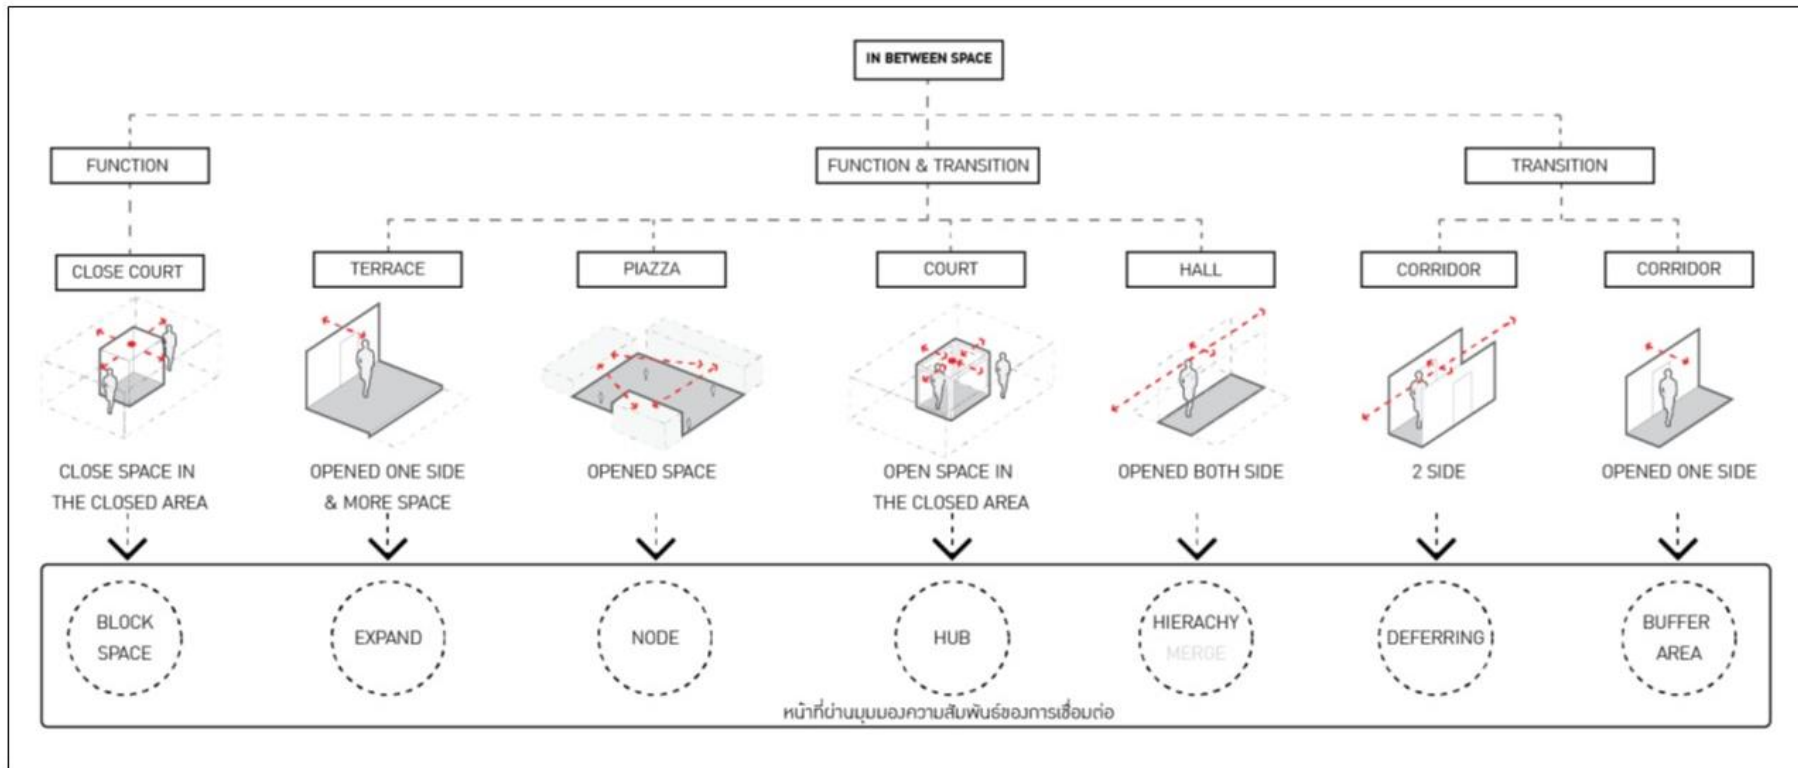 IN BETWEEN SPACE
FUNCTION
FUNCTION & TRANSITION
TRANSITION
CLOSE COURT
TERRACE
PIAZZA
COURT
HALL
CORRIDOR
CORRIDOR
CLOSE SPACE IN
THE CLOSED AREA
OPENED ONE SIDE
& MORE SPACE
OPENED SPACE
OPEN SPACE IN
THE CLOSED AREA
OPENED BOTH SIDE
2 SIDE
OPENED ONE SIDE
BLOCK
SPACE
EXPAND
NODE
HUB
HIERACHY
MERGE
DEFERRING
BUFFER
AREA
หน้าที่ผ่านมุมมองความสัมพันธ์ของการเชื่อมต่อ